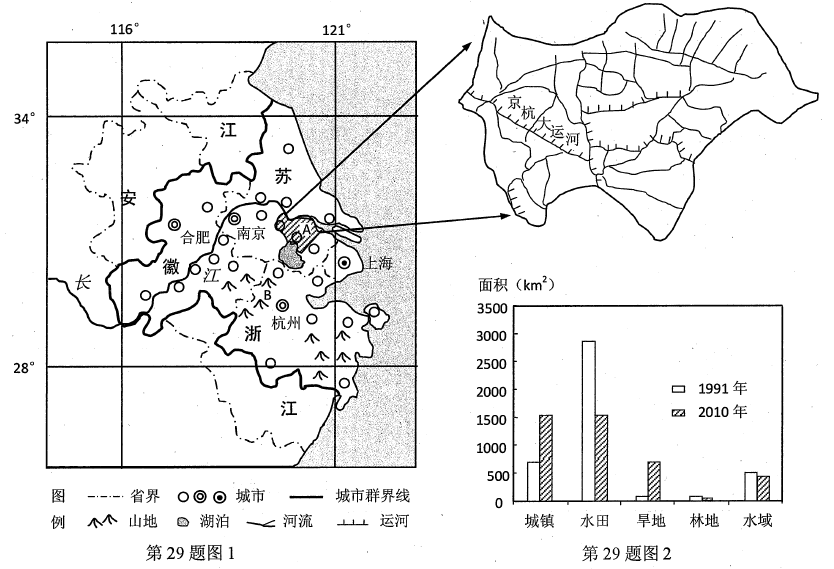 116°
121°
34°
28°
江
苏
安
合肥
南京
A
上海
徽
江
长
B
杭州
浙
江
京杭大运河
面积（km²）
3500
3000
2500
2000
1500
1000
500
0
1991 年
2010 年
城镇 水田 旱地 林地 水域
图 省界 城市 城市群界线
例 山地 湖泊 河流 运河
第 29 题图 1
第 29 题图 2